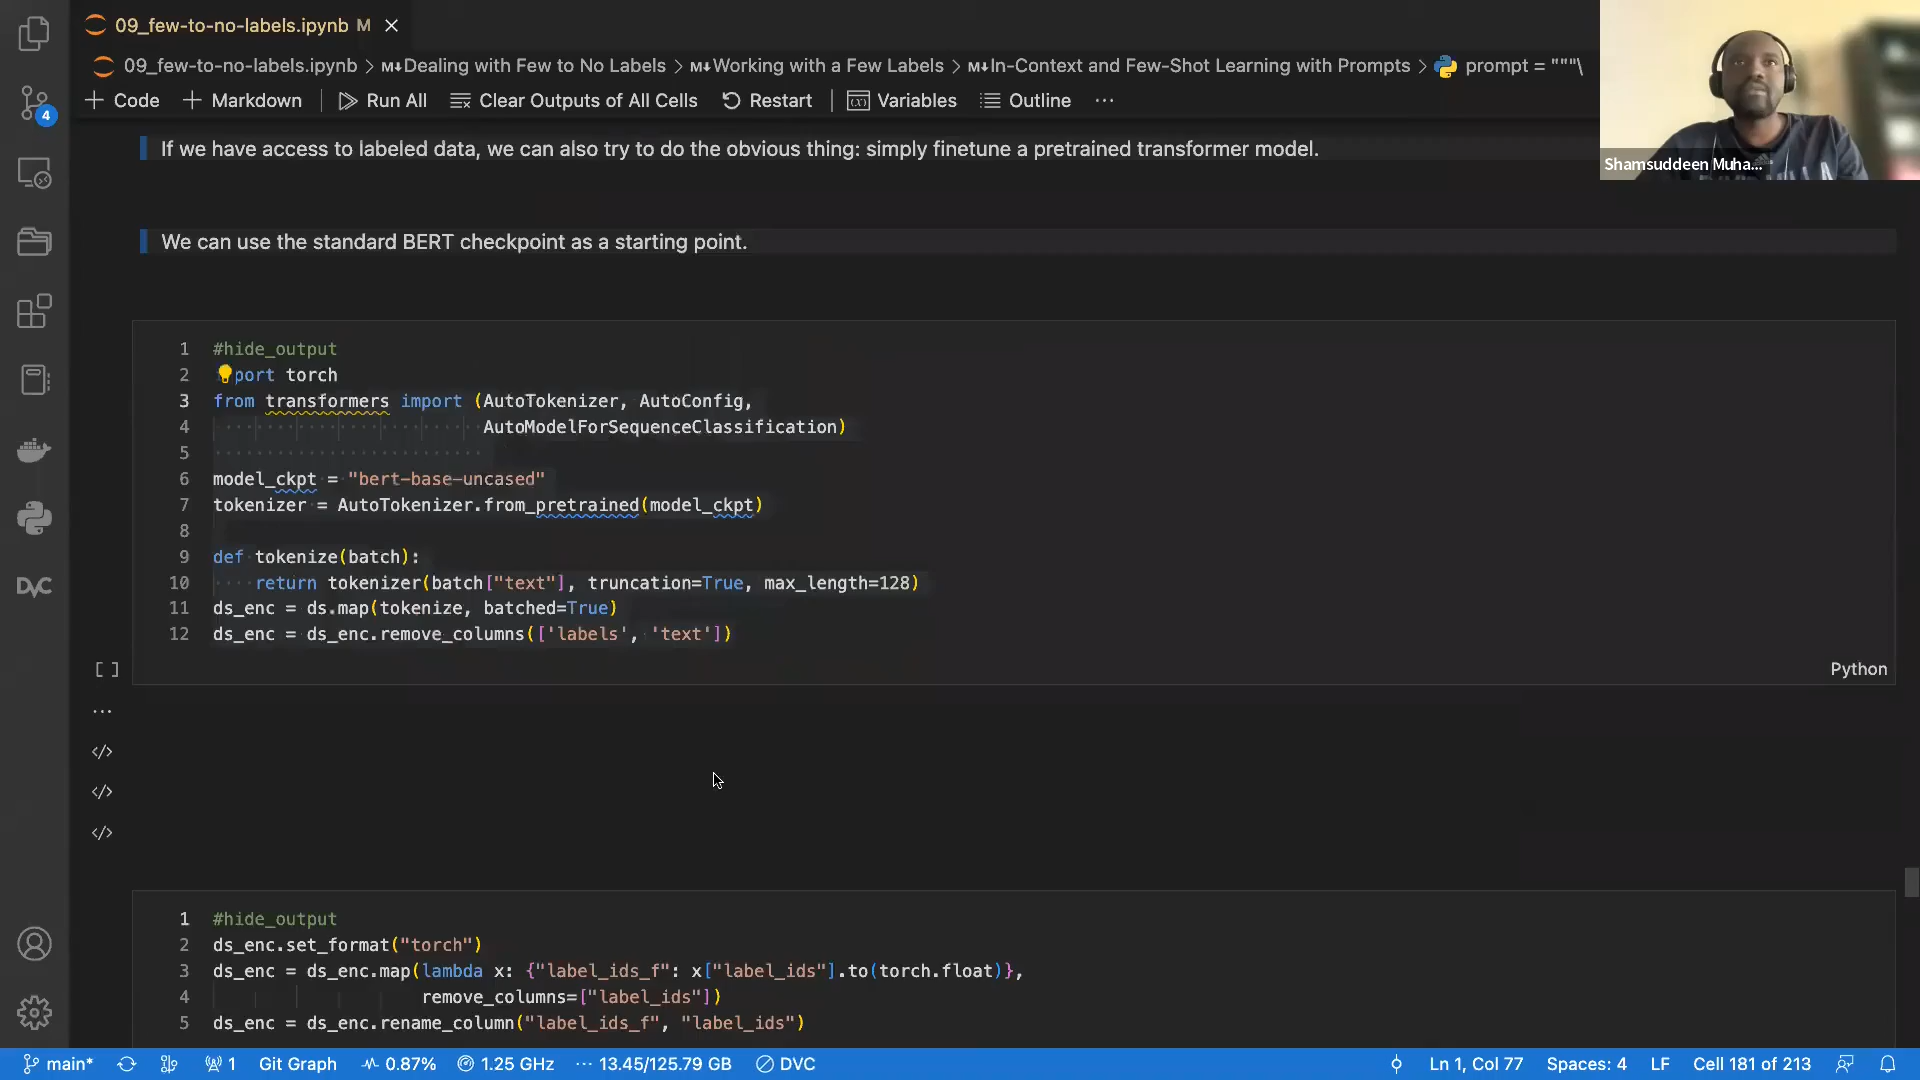 09_few-to-no-labels.ipynb M
09_few-to-no-labels.ipynb > M↓Dealing with Few to No Labels > M↓Working with a Few Labels > M↓In-Context and Few-Shot Learning with Prompts > prompt = """\
+ Code + Markdown Run All Clear Outputs of All Cells Restart Variables Outline ...
Shamsuddeen Muha...
4
If we have access to labeled data, we can also try to do the obvious thing: simply finetune a pretrained transformer model.
We can use the standard BERT checkpoint as a starting point.
1 #hide_output
2 port torch
3 from transformers import (AutoTokenizer, AutoConfig,
4 AutoModelForSequenceClassification)
5
6 model_ckpt = "bert-base-uncased"
7 tokenizer = AutoTokenizer.from_pretrained(model_ckpt)
8
9 def tokenize(batch):
10 return tokenizer(batch["text"], truncation=True, max_length=128)
11 ds_enc = ds.map(tokenize, batched=True)
12 ds_enc = ds_enc.remove_columns(['labels', 'text'])
[ ]
Python
...
</>
</>
</>
DVC
1 #hide_output
2 ds_enc.set_format("torch")
3 ds_enc = ds_enc.map(lambda x: {"label_ids_f": x["label_ids"].to(torch.float)},
4 remove_columns=["label_ids"])
5 ds_enc = ds_enc.rename_column("label_ids_f", "label_ids")
main* 1 Git Graph 0.87% 1.25 GHz ... 13.45/125.79 GB DVC Ln 1, Col 77 Spaces: 4 LF Cell 181 of 213